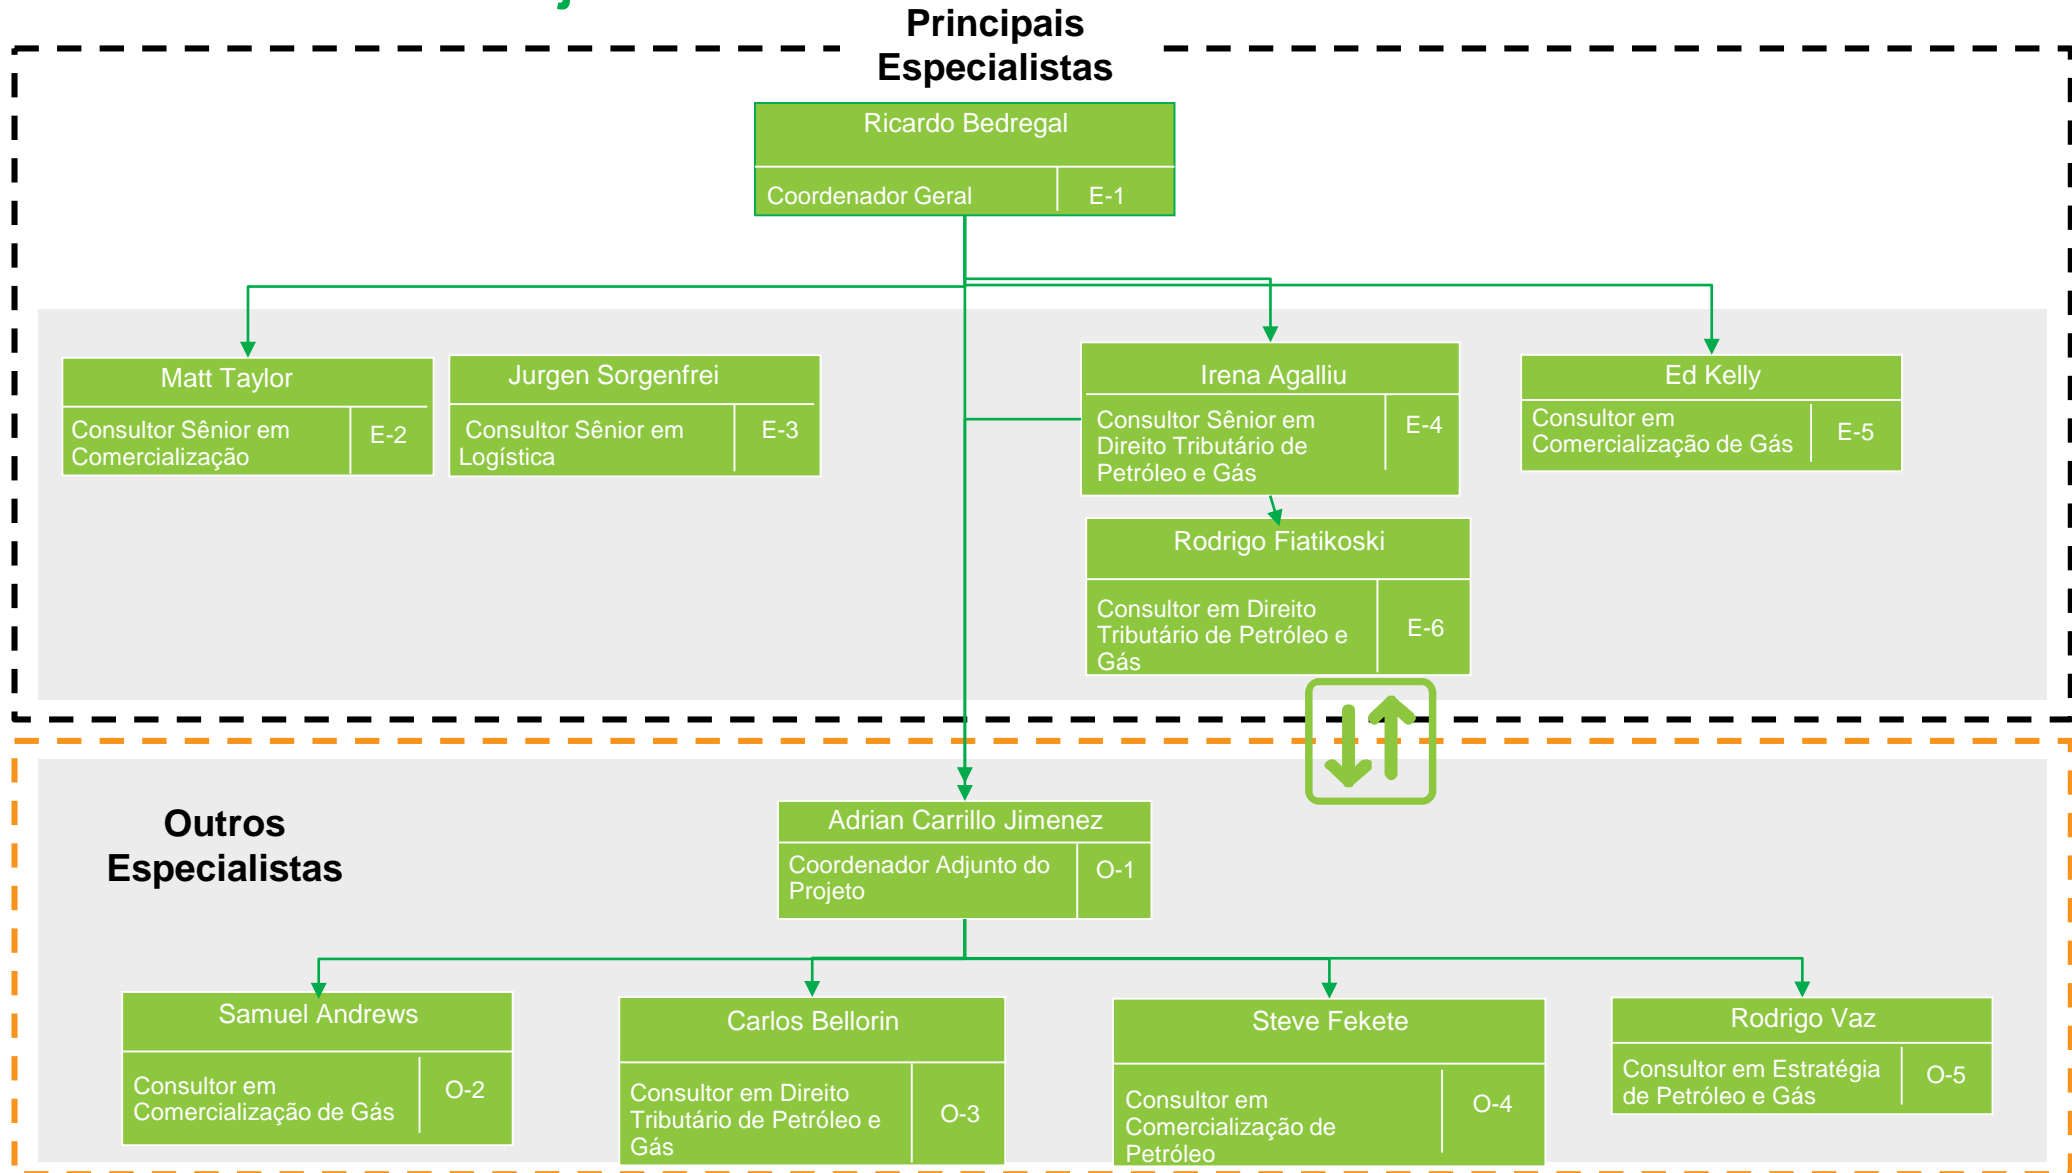 Principais
Especialistas
Ricardo Bedregal
Coordenador Geral
E-1
Matt Taylor
Consultor Sênior em
Comercialização
E-2
Jurgen Sorgenfrei
Consultor Sênior em
Logística
E-3
Irena Agalliu
Consultor Sênior em
Direito Tributário de
Petróleo e Gás
E-4
Ed Kelly
Consultor em
Comercialização de Gás
E-5
Rodrigo Fiatikoski
Consultor em Direito
Tributário de Petróleo e
Gás
E-6
Outros
Especialistas
Adrian Carrillo Jimenez
Coordenador Adjunto do
Projeto
O-1
Samuel Andrews
Consultor em
Comercialização de Gás
O-2
Carlos Bellorin
Consultor em Direito
Tributário de Petróleo e
Gás
O-3
Steve Fekete
Consultor em
Comercialização de
Petróleo
O-4
Rodrigo Vaz
Consultor em Estratégia
de Petróleo e Gás
O-5